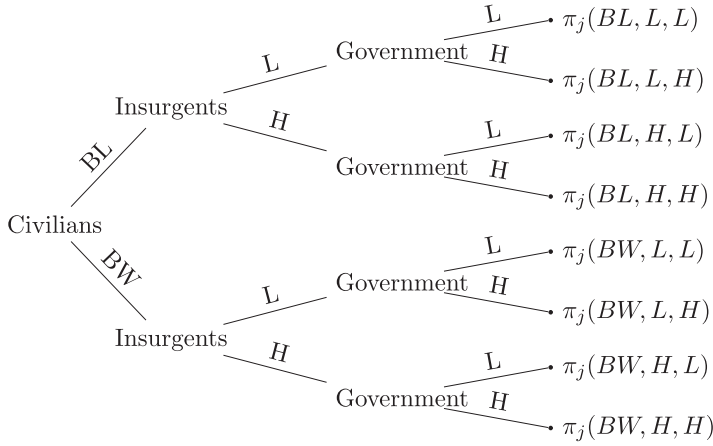 L
π_j(BL, L, L)
Government
L
H
π_j(BL, L, H)
Insurgents
H
L
π_j(BL, H, L)
Government
BL
H
π_j(BL, H, H)
Civilians
L
π_j(BW, L, L)
BW
Government
L
H
π_j(BW, L, H)
Insurgents
H
L
π_j(BW, H, L)
Government
H
π_j(BW, H, H)